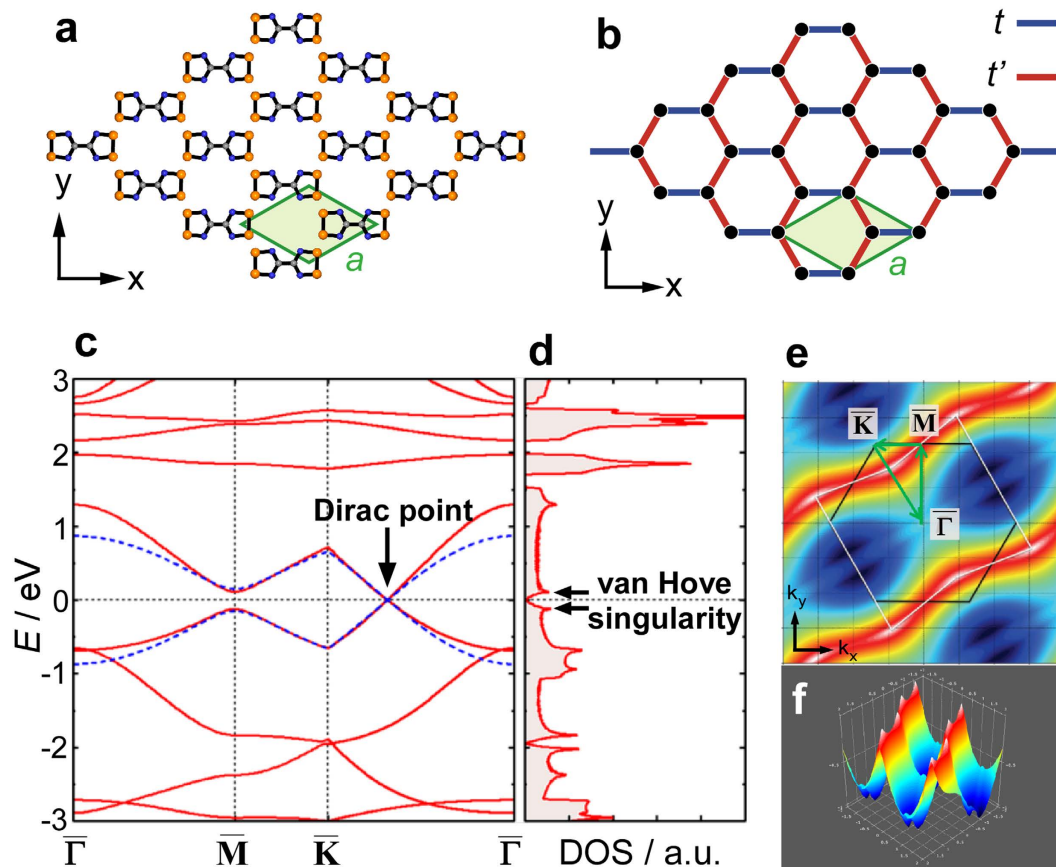 a
y
x
a
b
t
t'
y
x
a
c
3
2
1
0
-1
-2
-3
E / eV
Dirac point
Γ
M
K
Γ
d
van Hove
singularity
DOS / a.u.
e
K
M
Γ
k_y
k_x
f